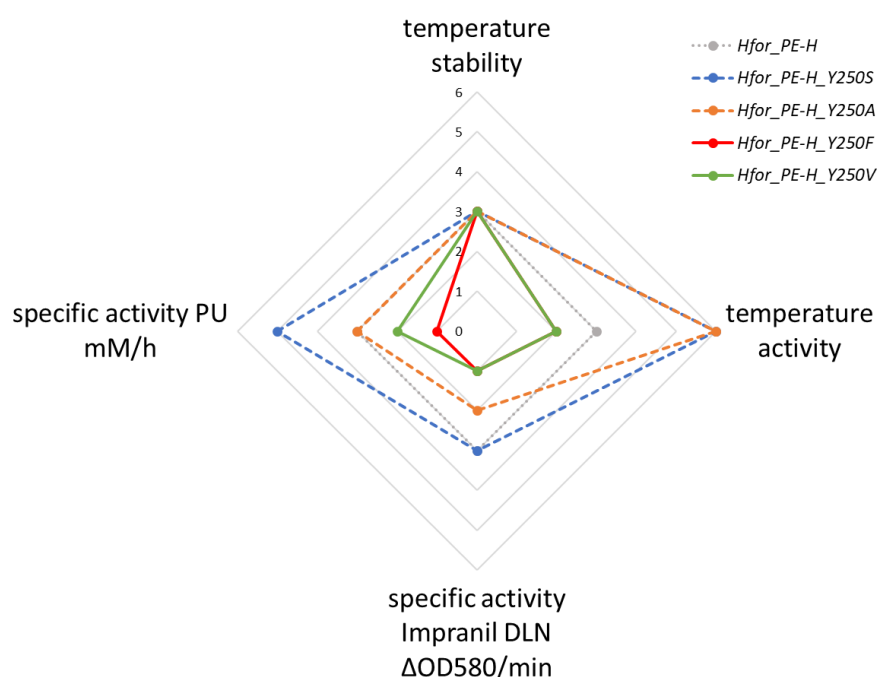 temperature
stability
Hfor_PE-H
Hfor_PE-H_Y250S
Hfor_PE-H_Y250A
Hfor_PE-H_Y250F
Hfor_PE-H_Y250V
6
5
4
3
2
1
0
specific activity PU
mM/h
temperature
activity
specific activity
Impranil DLN
ΔOD580/min